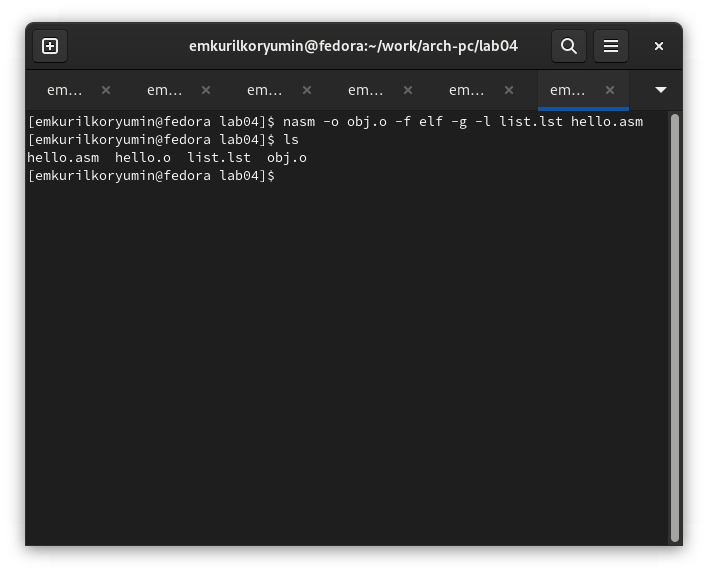 emkurilkoryumin@fedora:~/work/arch-pc/lab04
em... em... em... em... em... em...
[emkurilkoryumin@fedora lab04]$ nasm -o obj.o -f elf -g -l list.lst hello.asm
[emkurilkoryumin@fedora lab04]$ ls
hello.asm  hello.o  list.lst  obj.o
[emkurilkoryumin@fedora lab04]$